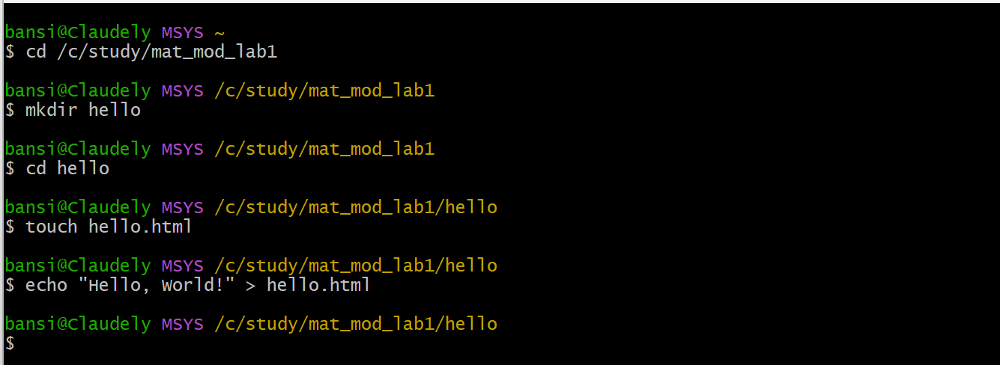 bansi@Claudely MSYS ~
$ cd /c/study/mat_mod_lab1
bansi@Claudely MSYS /c/study/mat_mod_lab1
$ mkdir hello
bansi@Claudely MSYS /c/study/mat_mod_lab1
$ cd hello
bansi@Claudely MSYS /c/study/mat_mod_lab1/hello
$ touch hello.html
bansi@Claudely MSYS /c/study/mat_mod_lab1/hello
$ echo "Hello, World!" > hello.html
bansi@Claudely MSYS /c/study/mat_mod_lab1/hello
$